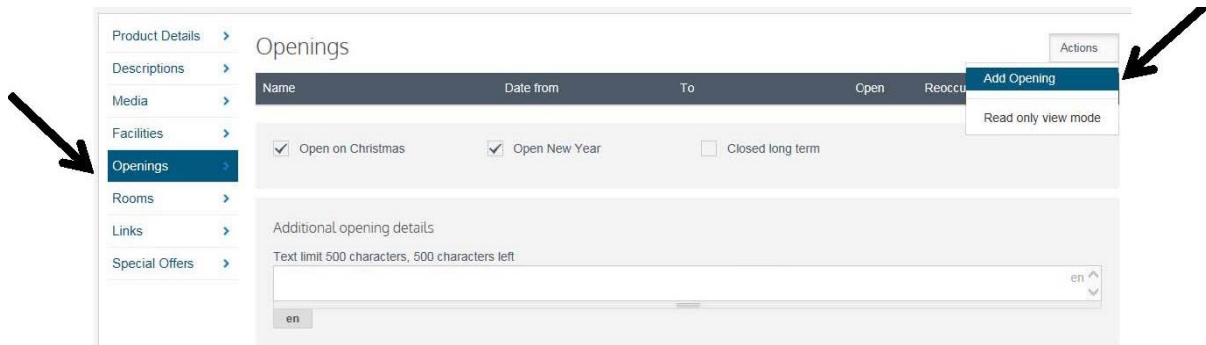 Product Details
Descriptions
Media
Facilities
Openings
Rooms
Links
Special Offers
Openings
Actions
Add Opening
Read only view mode
Name Date from To Open Reoccu
Open on Christmas Open New Year Closed long term
Additional opening details
Text limit 500 characters, 500 characters left
en
en